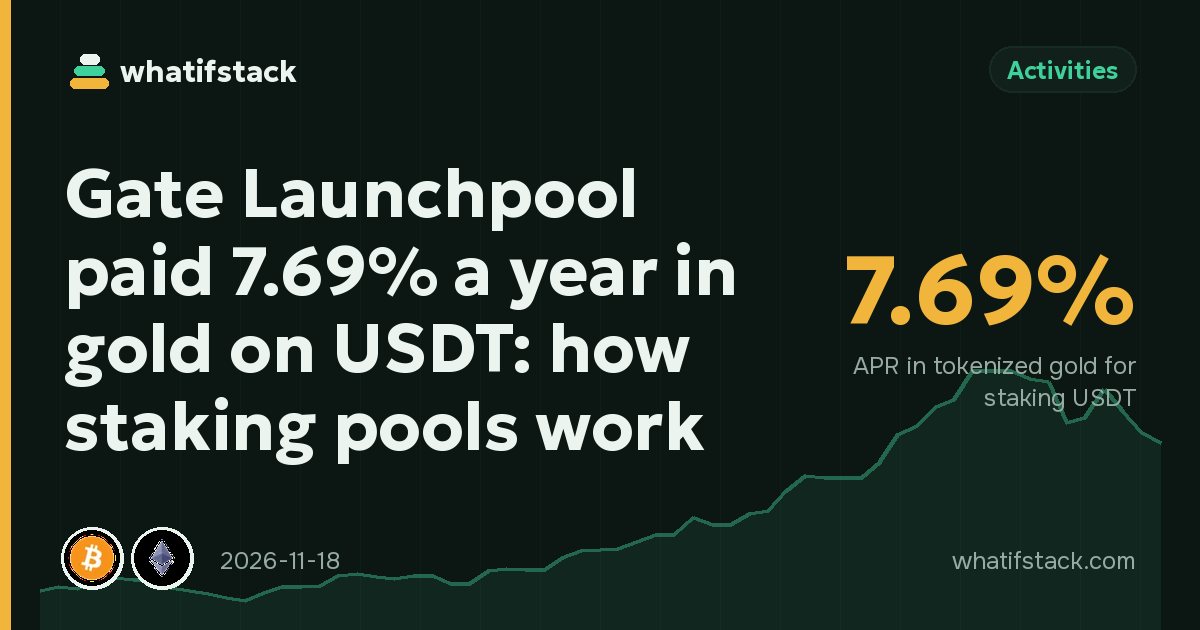 whatifstack
Activities
Gate Launchpool
paid 7.69% a year in
gold on USDT: how
staking pools work
7.69%
APR in tokenized gold for
staking USDT
2026-11-18
whatifstack.com